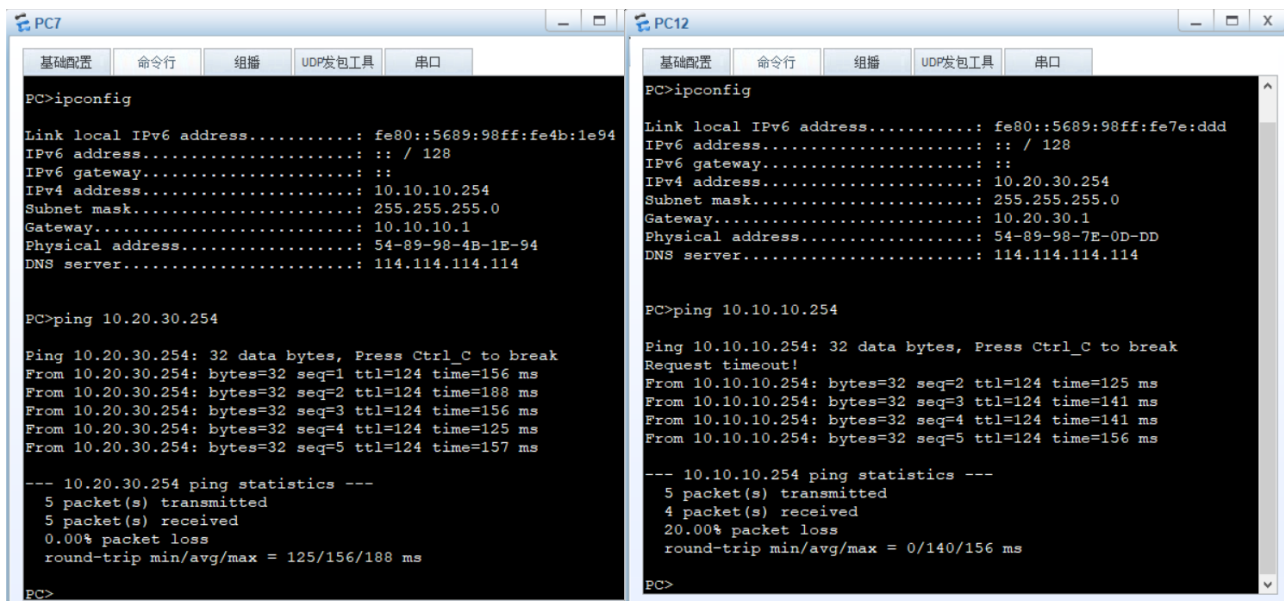 PC7
基础配置 命令行 组播 UDP发包工具 串口
PC>ipconfig
Link local IPv6 address...........: fe80::5689:98ff:fe4b:1e94
IPv6 address......................: :: / 128
IPv6 gateway......................: ::
IPv4 address......................: 10.10.10.254
Subnet mask.......................: 255.255.255.0
Gateway...........................: 10.10.10.1
Physical address..................: 54-89-98-4B-1E-94
DNS server........................: 114.114.114.114
PC>ping 10.20.30.254
Ping 10.20.30.254: 32 data bytes, Press Ctrl_C to break
From 10.20.30.254: bytes=32 seq=1 ttl=124 time=156 ms
From 10.20.30.254: bytes=32 seq=2 ttl=124 time=188 ms
From 10.20.30.254: bytes=32 seq=3 ttl=124 time=156 ms
From 10.20.30.254: bytes=32 seq=4 ttl=124 time=125 ms
From 10.20.30.254: bytes=32 seq=5 ttl=124 time=157 ms
--- 10.20.30.254 ping statistics ---
5 packet(s) transmitted
5 packet(s) received
0.00% packet loss
round-trip min/avg/max = 125/156/188 ms
PC>
PC12
基础配置 命令行 组播 UDP发包工具 串口
PC>ipconfig
Link local IPv6 address...........: fe80::5689:98ff:fe7e:ddd
IPv6 address......................: :: / 128
IPv6 gateway......................: ::
IPv4 address......................: 10.20.30.254
Subnet mask.......................: 255.255.255.0
Gateway...........................: 10.20.30.1
Physical address..................: 54-89-98-7E-0D-DD
DNS server........................: 114.114.114.114
PC>ping 10.10.10.254
Ping 10.10.10.254: 32 data bytes, Press Ctrl_C to break
Request timeout!
From 10.10.10.254: bytes=32 seq=2 ttl=124 time=125 ms
From 10.10.10.254: bytes=32 seq=3 ttl=124 time=141 ms
From 10.10.10.254: bytes=32 seq=4 ttl=124 time=141 ms
From 10.10.10.254: bytes=32 seq=5 ttl=124 time=156 ms
--- 10.10.10.254 ping statistics ---
5 packet(s) transmitted
4 packet(s) received
20.00% packet loss
round-trip min/avg/max = 0/140/156 ms
PC>